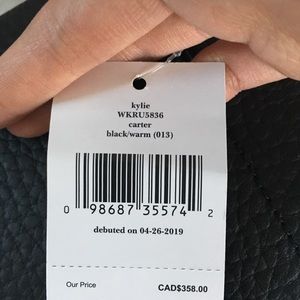 kylie
WKRU5836
carter
black/warm (013)
0 98687 35574 2
debuted on 04-26-2019
Our Price CAD$358.00